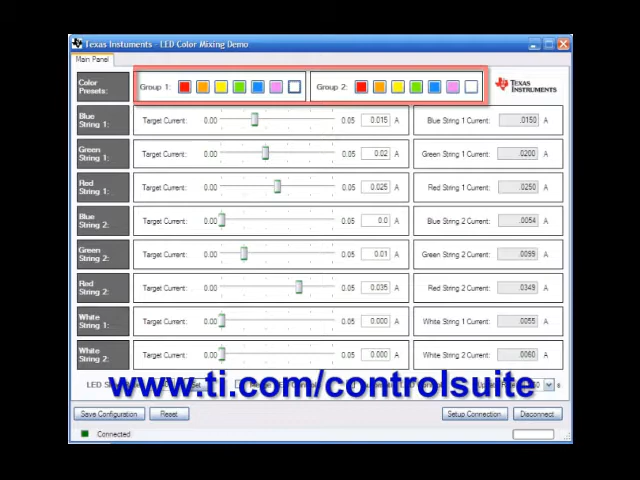 Texas Instuments - LED Color Mixing Demo
Main Panel
Color Presets: Group 1: Group 2: TEXAS INSTRUMENTS
Blue String 1: Target Current: 0.00 0.05 0.015 A Blue String 1 Current: .0150
Green String 1: Target Current: 0.00 0.05 0.02 A Green String 1 Current: .0200
Red String 1: Target Current: 0.00 0.05 0.025 A Red String 1 Current: .0250
Blue String 2: Target Current: 0.00 0.05 0.0 A Blue String 2 Current: .0054
Green String 2: Target Current: 0.00 0.05 0.01 A Green String 2 Current: .0099
Red String 2: Target Current: 0.00 0.05 0.035 A Red String 2 Current: .0349
White String 1: Target Current: 0.00 0.05 0.000 A White String 1 Current: .0055
White String 2: Target Current: 0.00 0.05 0.000 A White String 2 Current: .0060
www.ti.com/controlsuite
Save Configuration Reset Setup Connection Disconnect
Connected